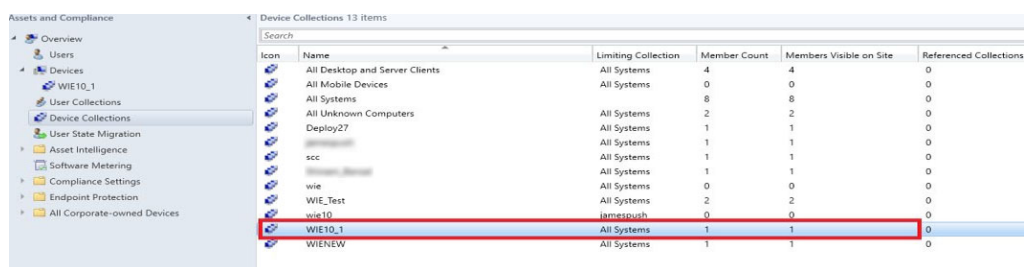 Assets and Compliance
Overview
Users
Devices
WIE10_1
User Collections
Device Collections
User State Migration
Asset Intelligence
Software Metering
Compliance Settings
Endpoint Protection
All Corporate-owned Devices
Device Collections 13 items
Search
Icon Name Limiting Collection Member Count Members Visible on Site Referenced Collections
All Desktop and Server Clients All Systems 4 4 0
All Mobile Devices All Systems 0 0 0
All Systems 8 8 0
All Unknown Computers All Systems 2 2 0
Deploy27 All Systems 1 1 0
All Systems 1 1 0
scc All Systems 1 1 0
All Systems 1 1 0
wie All Systems 0 0 0
WIE_Test All Systems 2 2 0
wie10 jamespush 0 0 0
WIE10_1 All Systems 1 1 0
WIENEW All Systems 1 1 0